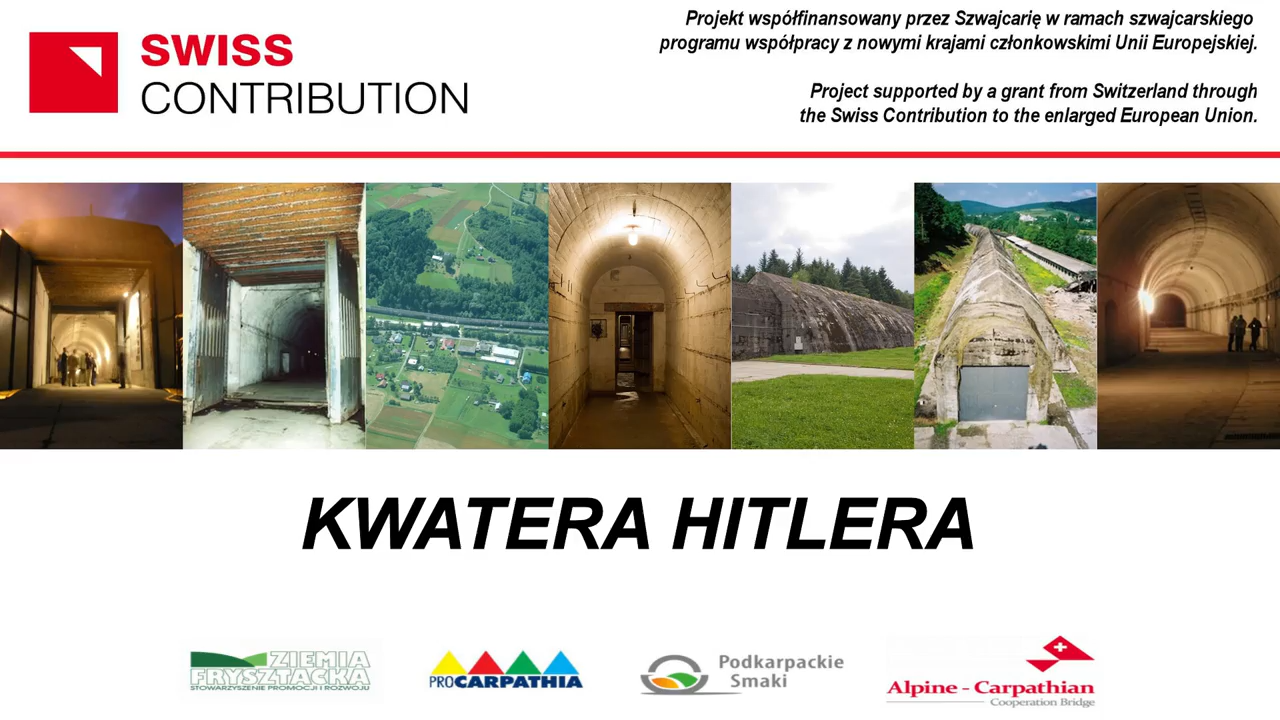 SWISS
CONTRIBUTION
Projekt współfinansowany przez Szwajcarię w ramach szwajcarskiego
programu współpracy z nowymi krajami członkowskimi Unii Europejskiej.
Project supported by a grant from Switzerland through
the Swiss Contribution to the enlarged European Union.
KWATERA HITLERA
ZIEMIA
FRYSZTACKA
STOWARZYSZENIE PROMOCJI I ROZWOJU
PROCARPATHIA
Podkarpackie
Smaki
Alpine - Carpathian
Cooperation Bridge